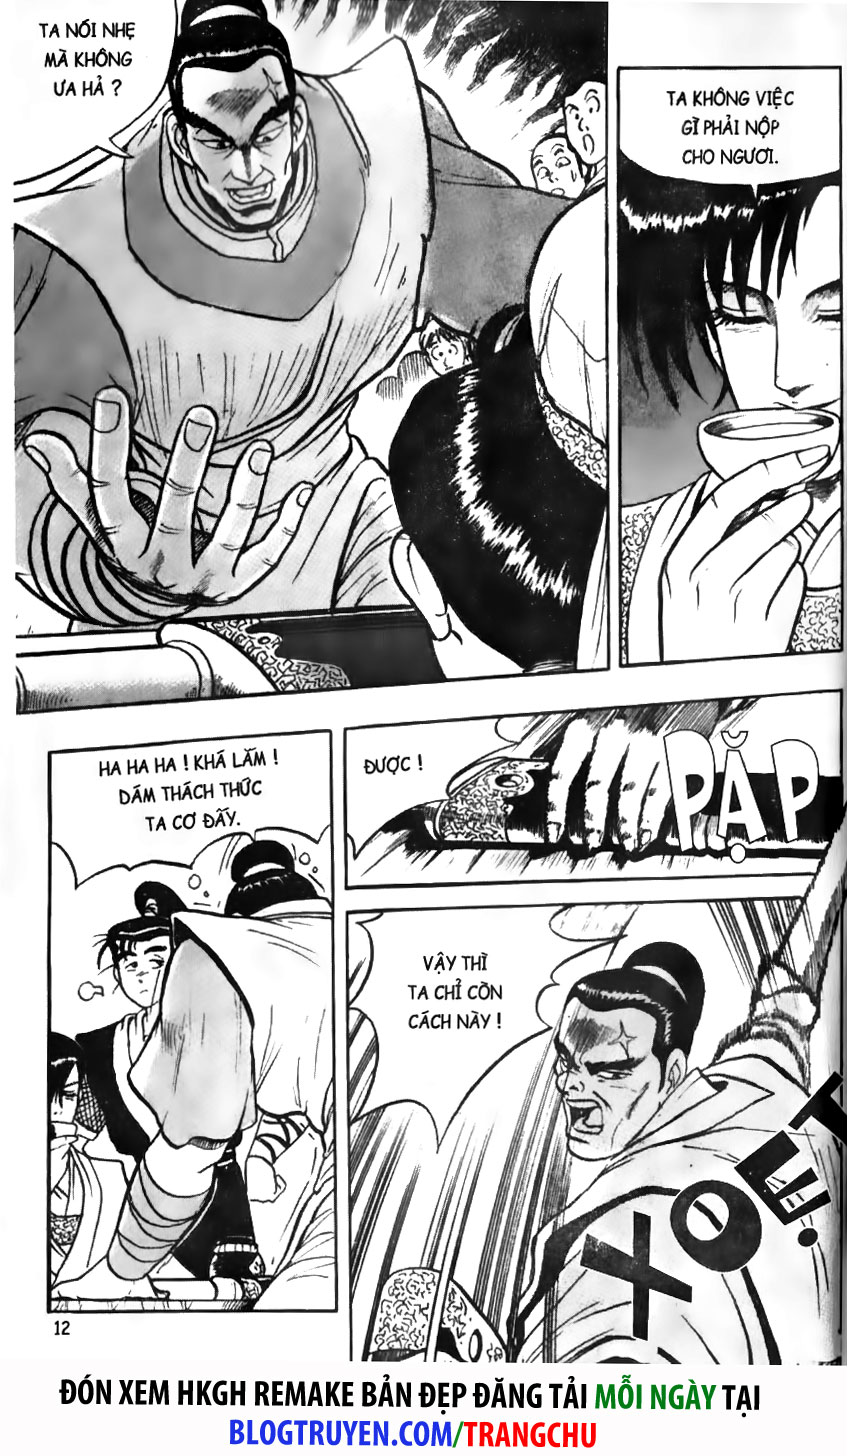 TA NÓI NHẸ
MÀ KHÔNG
ƯA HẢ ?
TA KHÔNG VIỆC
GÌ PHẢI NỘP
CHO NGƯƠI.
HA HA HA ! KHÁ LẮM !
DÁM THÁCH THỨC
TA CƠ ĐẤY.
ĐƯỢC !
PẶP
VẬY THÌ
TA CHỈ CÒN
CÁCH NÀY !
XOẸT!!
12
ĐÓN XEM HKGH REMAKE BẢN ĐẸP ĐĂNG TẢI MỖI NGÀY TẠI
BLOGTRUYEN.COM/TRANGCHU